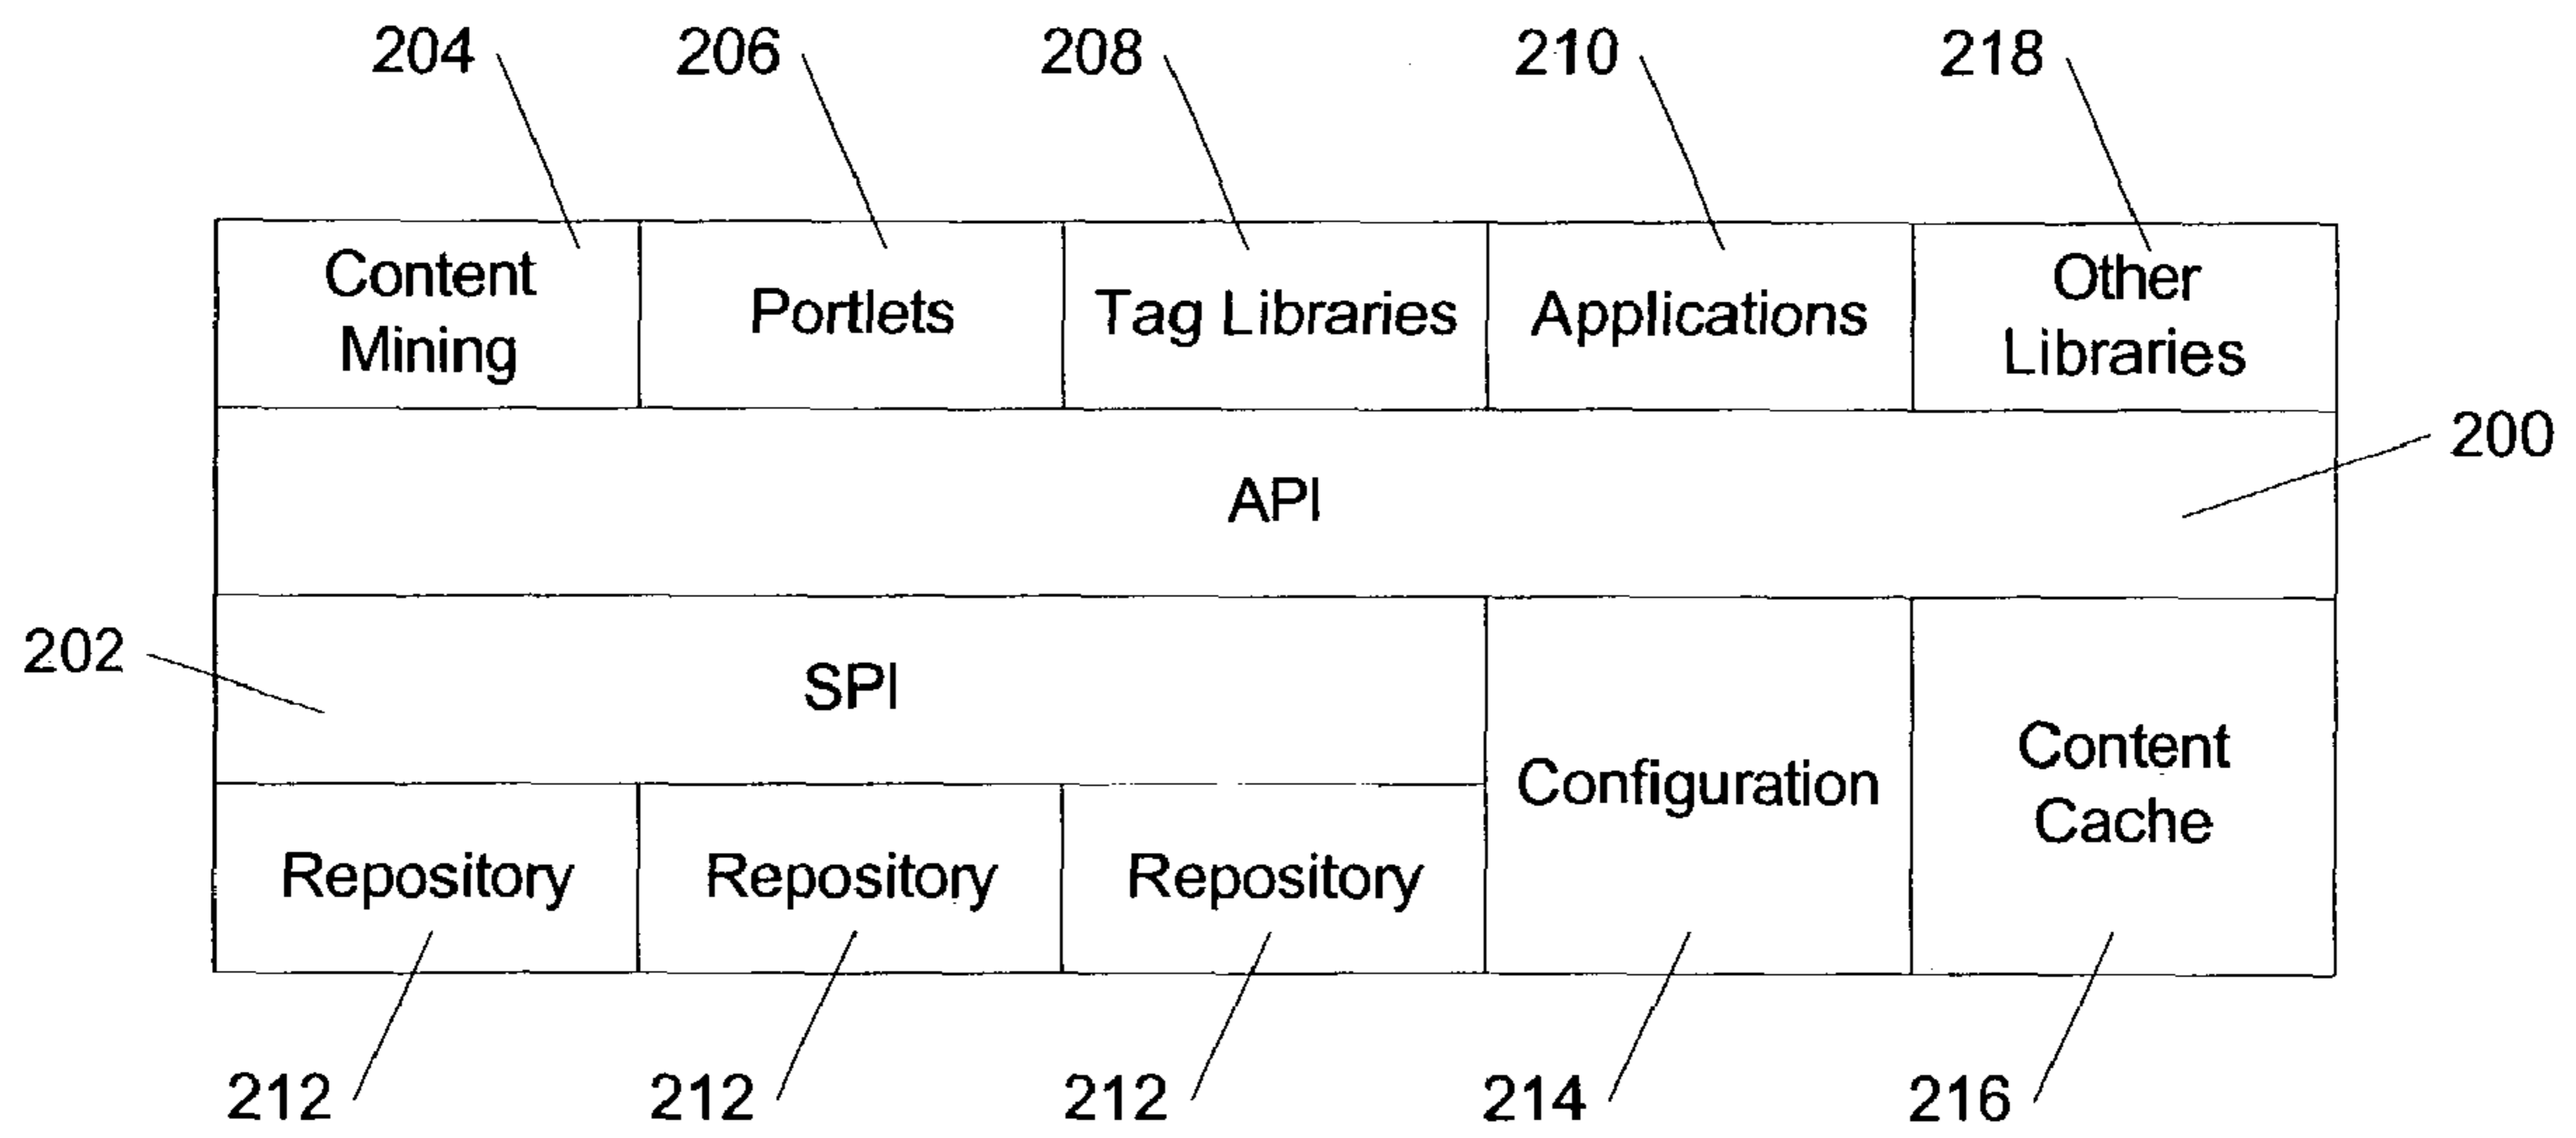 204 206 208 210 218
Content
Mining
Portlets
Tag Libraries
Applications
Other
Libraries
200
API
202
SPI
Configuration
Content
Cache
Repository
Repository
Repository
212 212 212 214 216